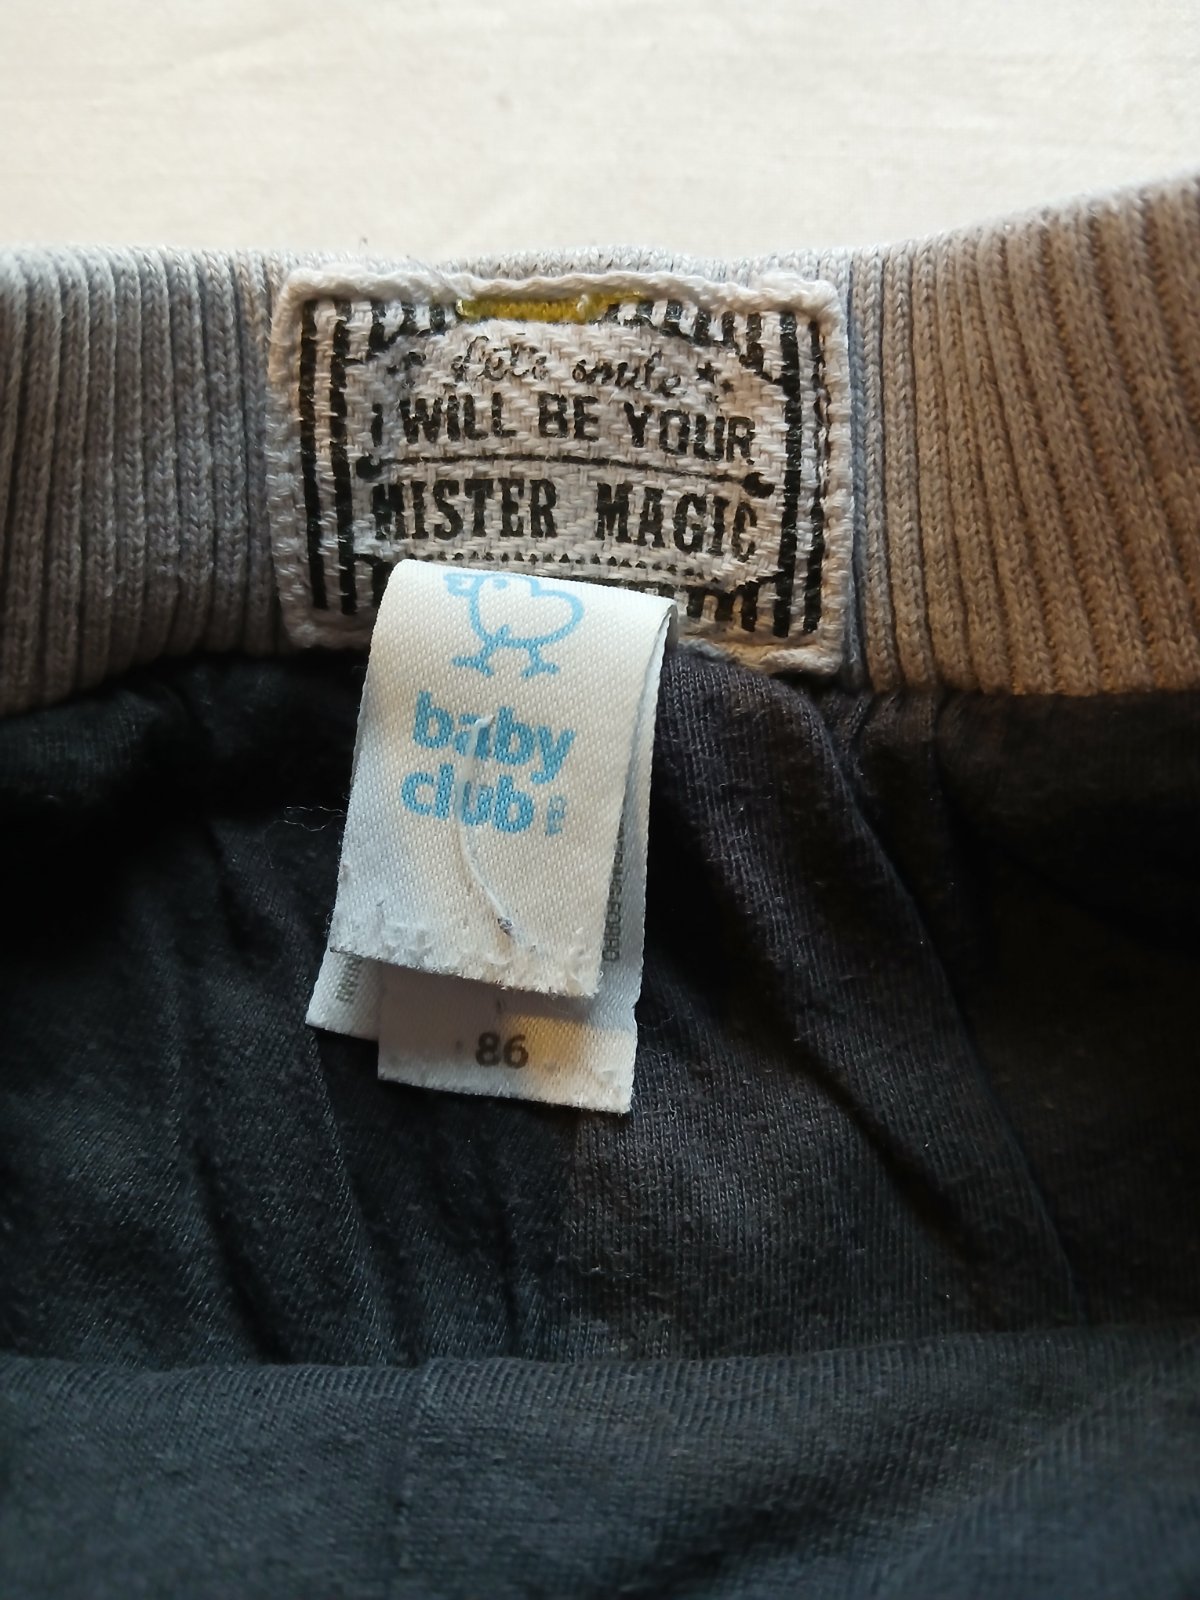 Let's smile
I WILL BE YOUR
MISTER MAGIC
baby
club
86